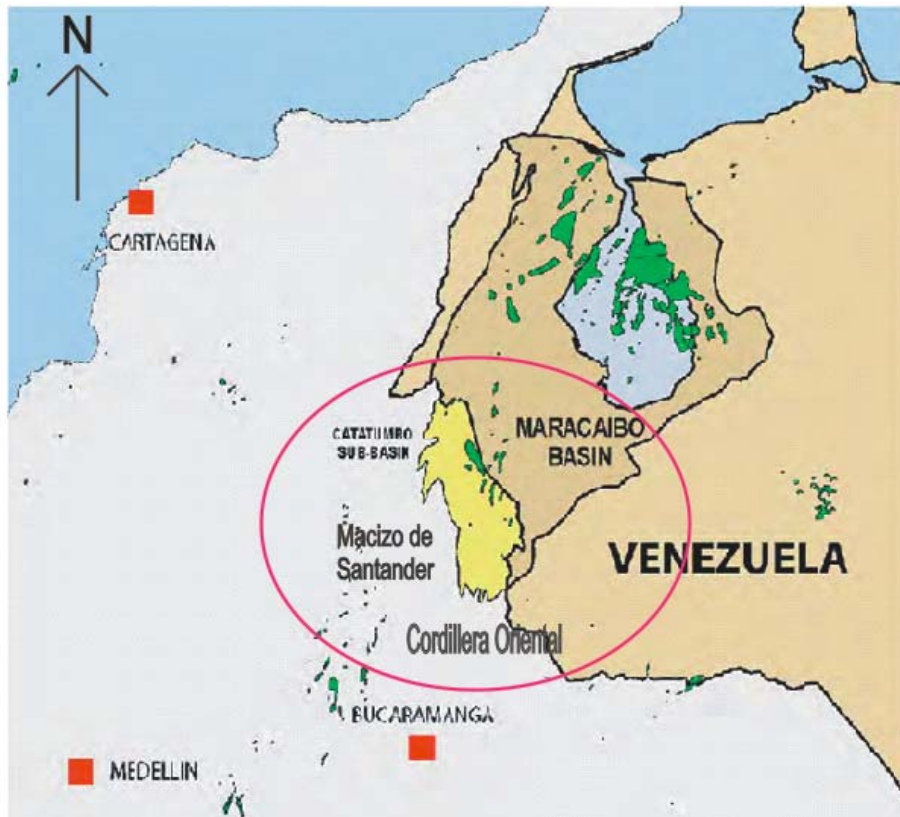 N
CARTAGENA
CATATUMBO
SUB-BASIN
MARACAIBO
BASIN
Macizo de
Santander
VENEZUELA
Cordillera Oriental
BUCARAMANGA
MEDELLIN